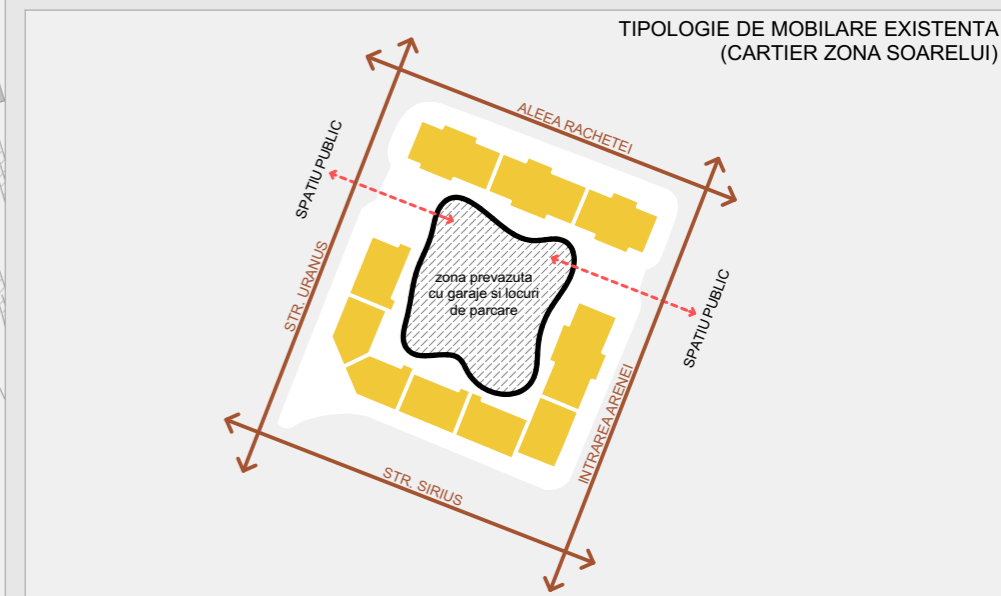 TIPOLOGIE DE MOBILARE EXISTENTA
(CARTIER ZONA SOARELUI)
ALEEA RACHETEI
SPATIU PUBLIC
STR. URANUS
zona prevazuta
cu garaje si locuri
de parcare
SPATIU PUBLIC
INTRAREA ARENEI
STR. SIRIUS